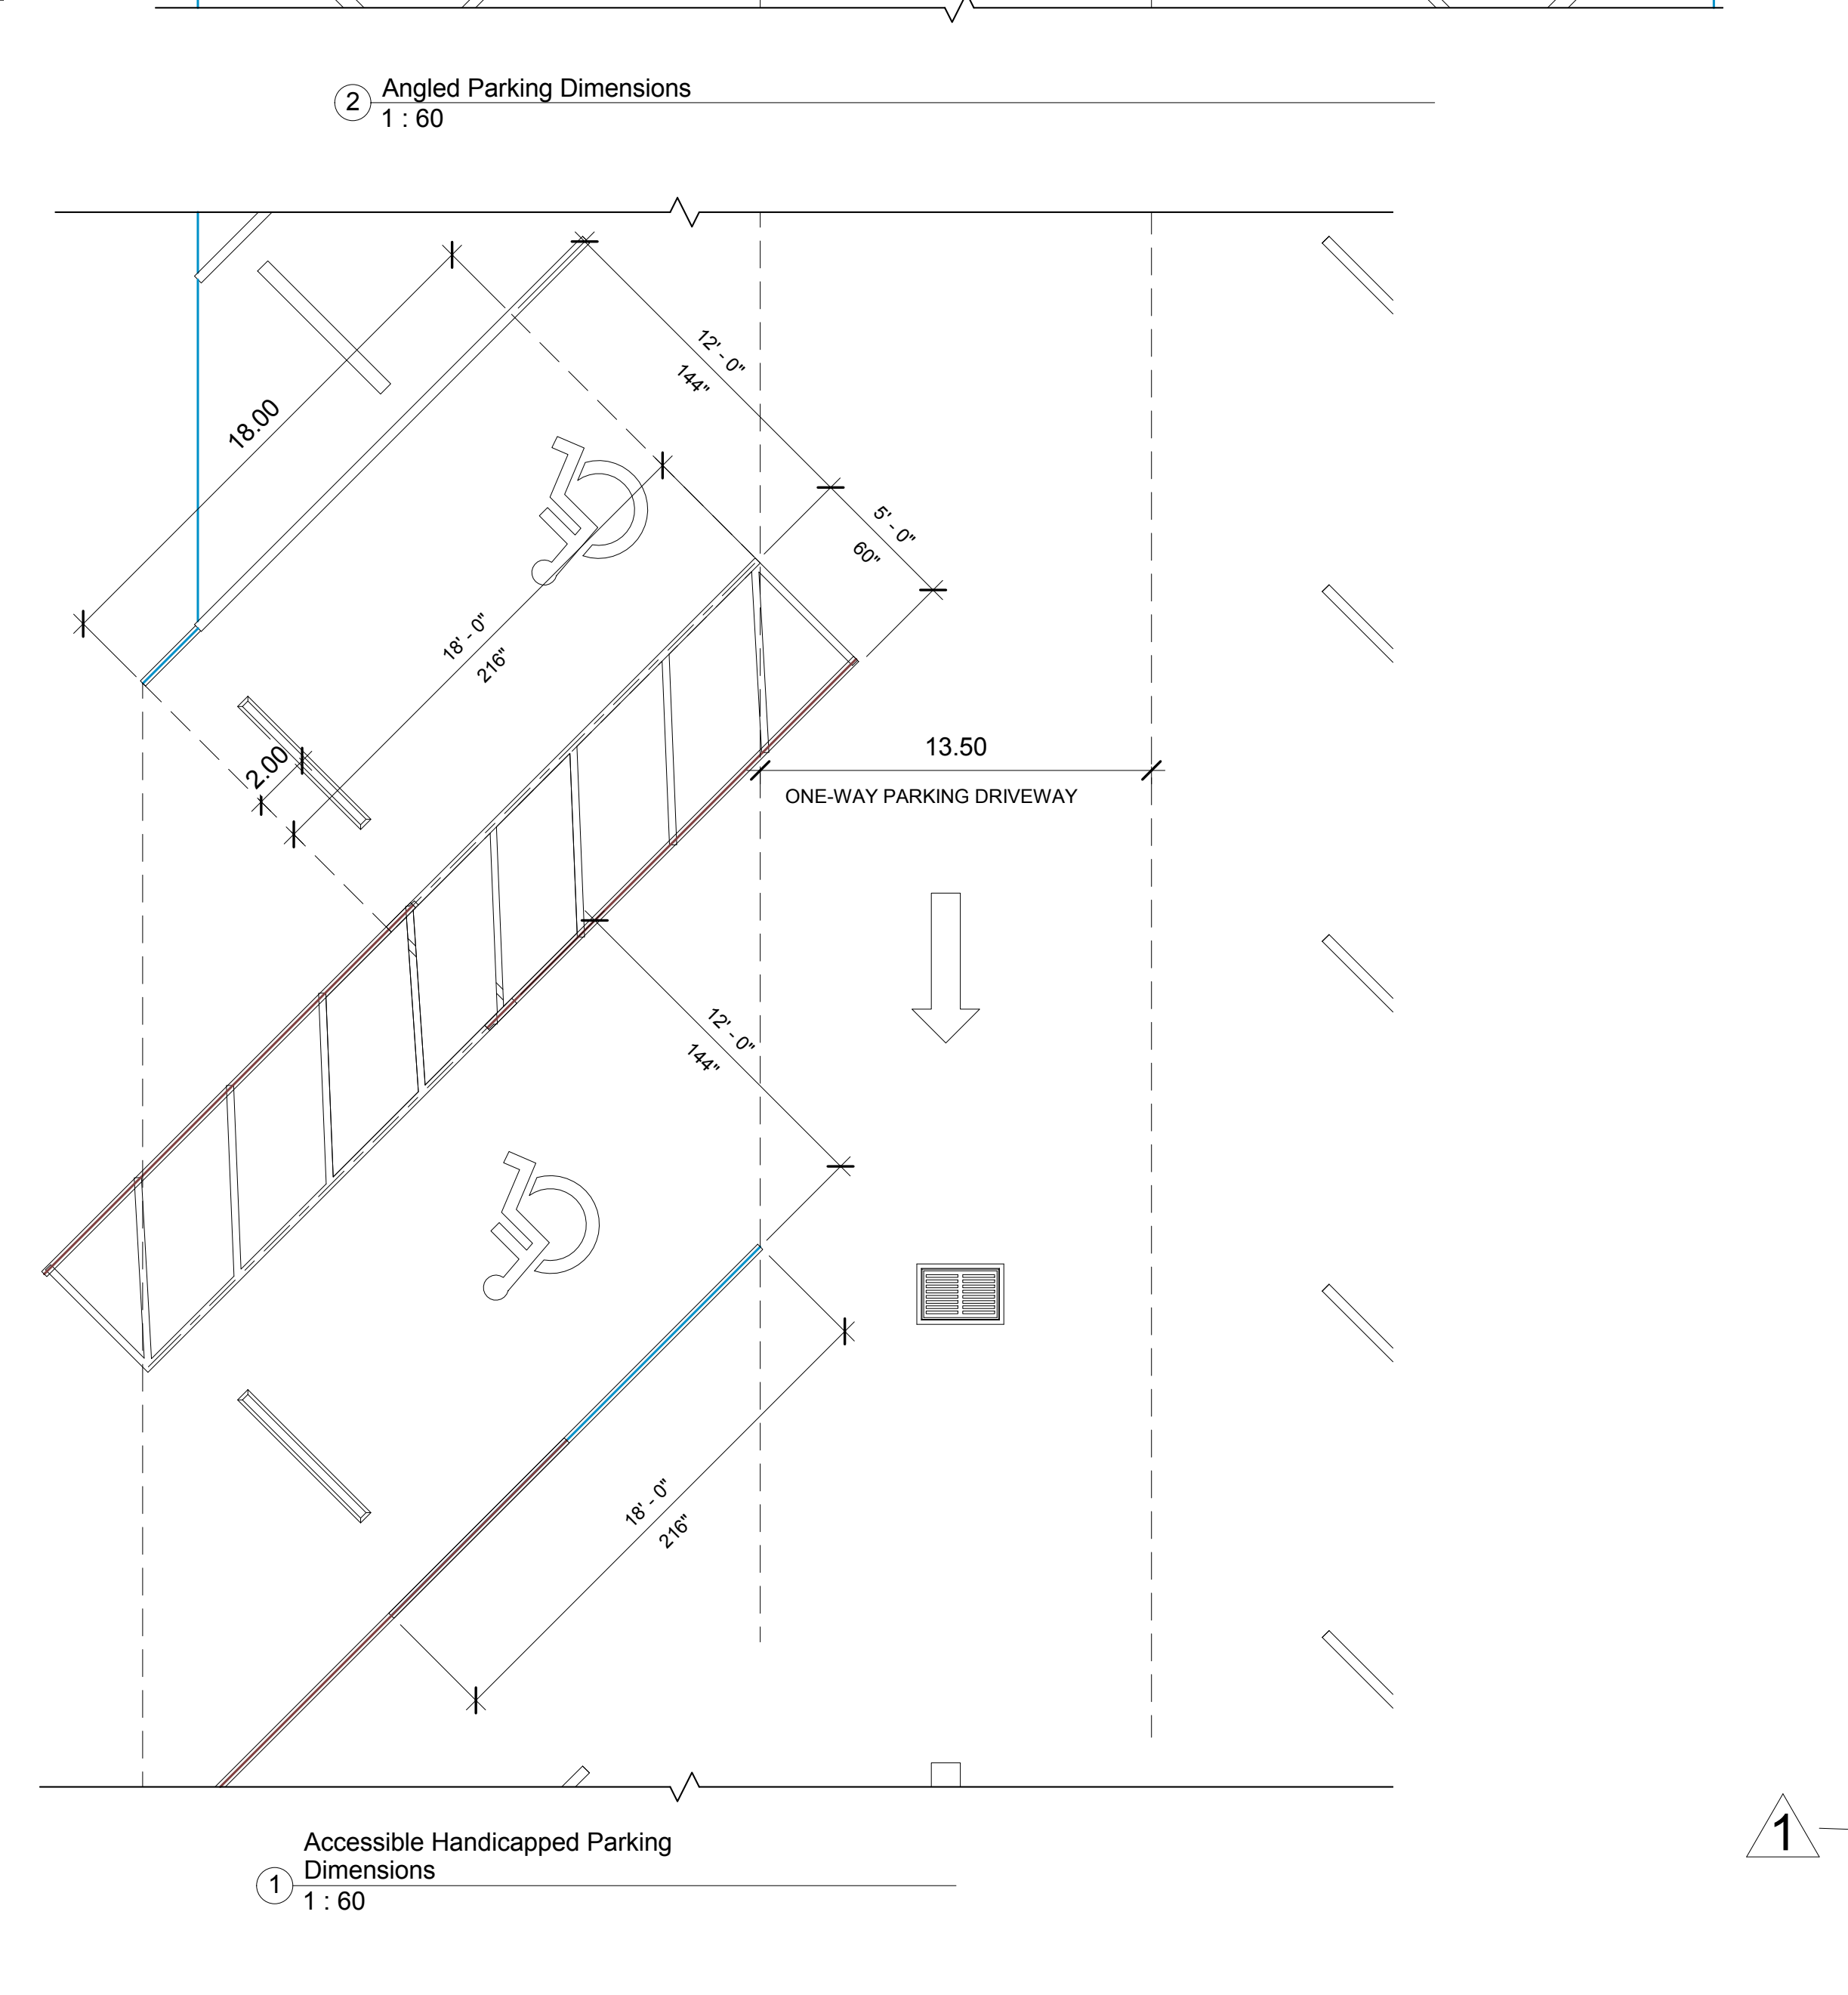 2
Angled Parking Dimensions
1 : 60
12' - 0"
144"
18.00
5' - 0"
60"
18' - 0"
216"
2.00
13.50
ONE-WAY PARKING DRIVEWAY
12' - 0"
144"
18' - 0"
216"
1
Accessible Handicapped Parking
Dimensions
1
1 : 60